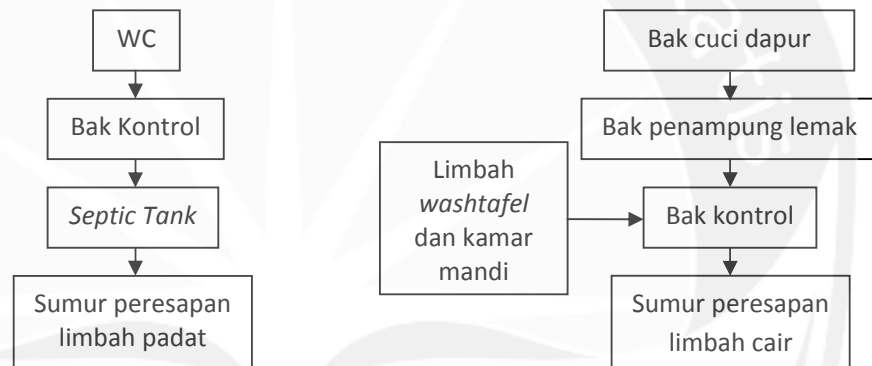 WC
Bak Kontrol
Septic Tank
Sumur peresapan
limbah padat
Bak cuci dapur
Bak penampung lemak
Limbah
washtafel
dan kamar
mandi
Bak kontrol
Sumur peresapan
limbah cair